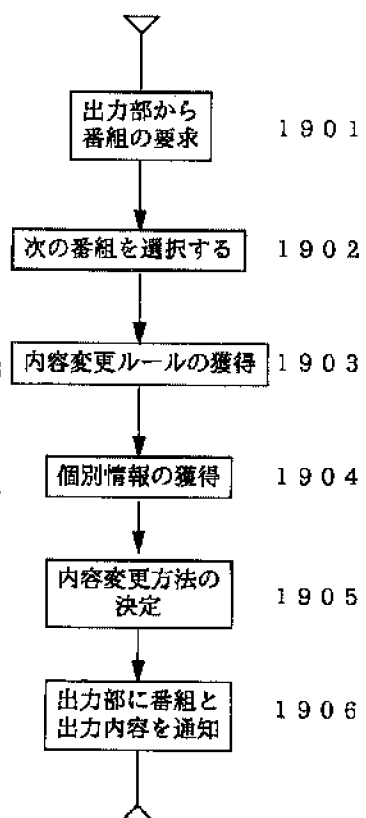 出力部から
番組の要求
1901
次の番組を選択する
1902
内容変更ルールの獲得
1903
個別情報の獲得
1904
内容変更方法の
決定
1905
出力部に番組と
出力内容を通知
1906